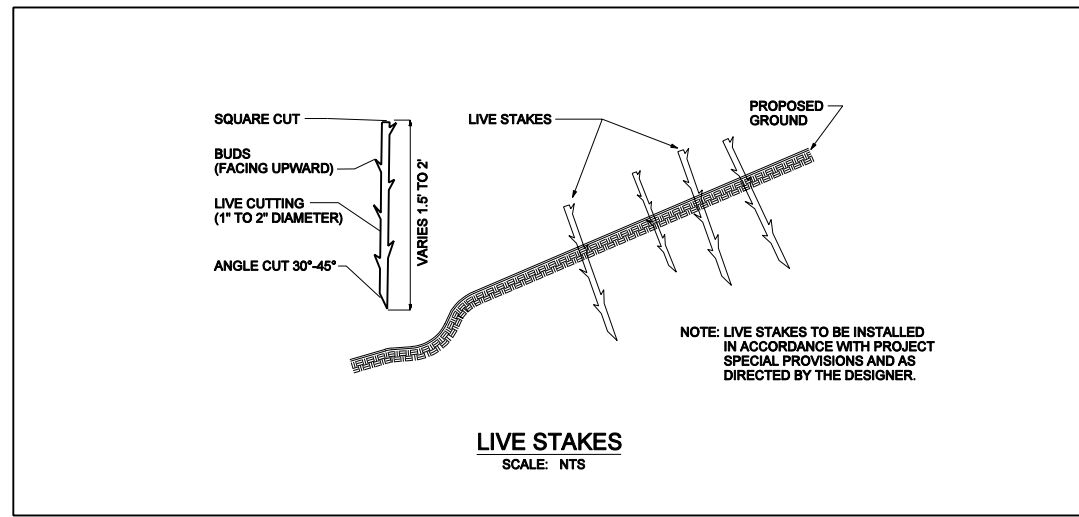 SQUARE CUT
BUDS
(FACING UPWARD)
LIVE CUTTING
(1" TO 2" DIAMETER)
ANGLE CUT 30°-45°
VARIES 1.5' TO 2'
LIVE STAKES
PROPOSED
GROUND
NOTE: LIVE STAKES TO BE INSTALLED
IN ACCORDANCE WITH PROJECT
SPECIAL PROVISIONS AND AS
DIRECTED BY THE DESIGNER.
LIVE STAKES
SCALE: NTS